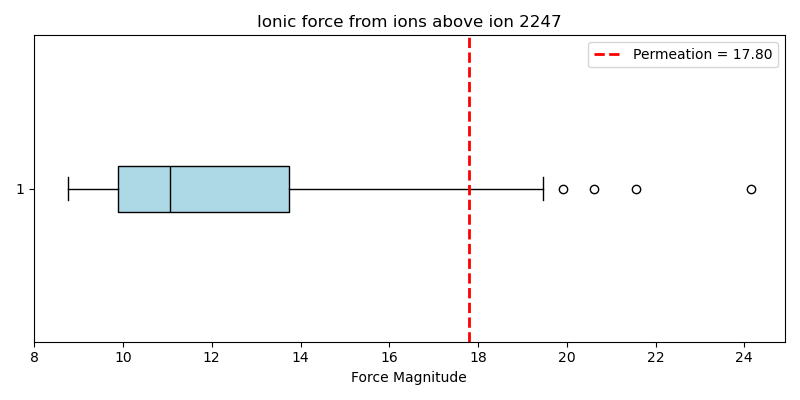 Ionic force from ions above ion 2247
Permeation = 17.80
1
8 10 12 14 16 18 20 22 24
Force Magnitude